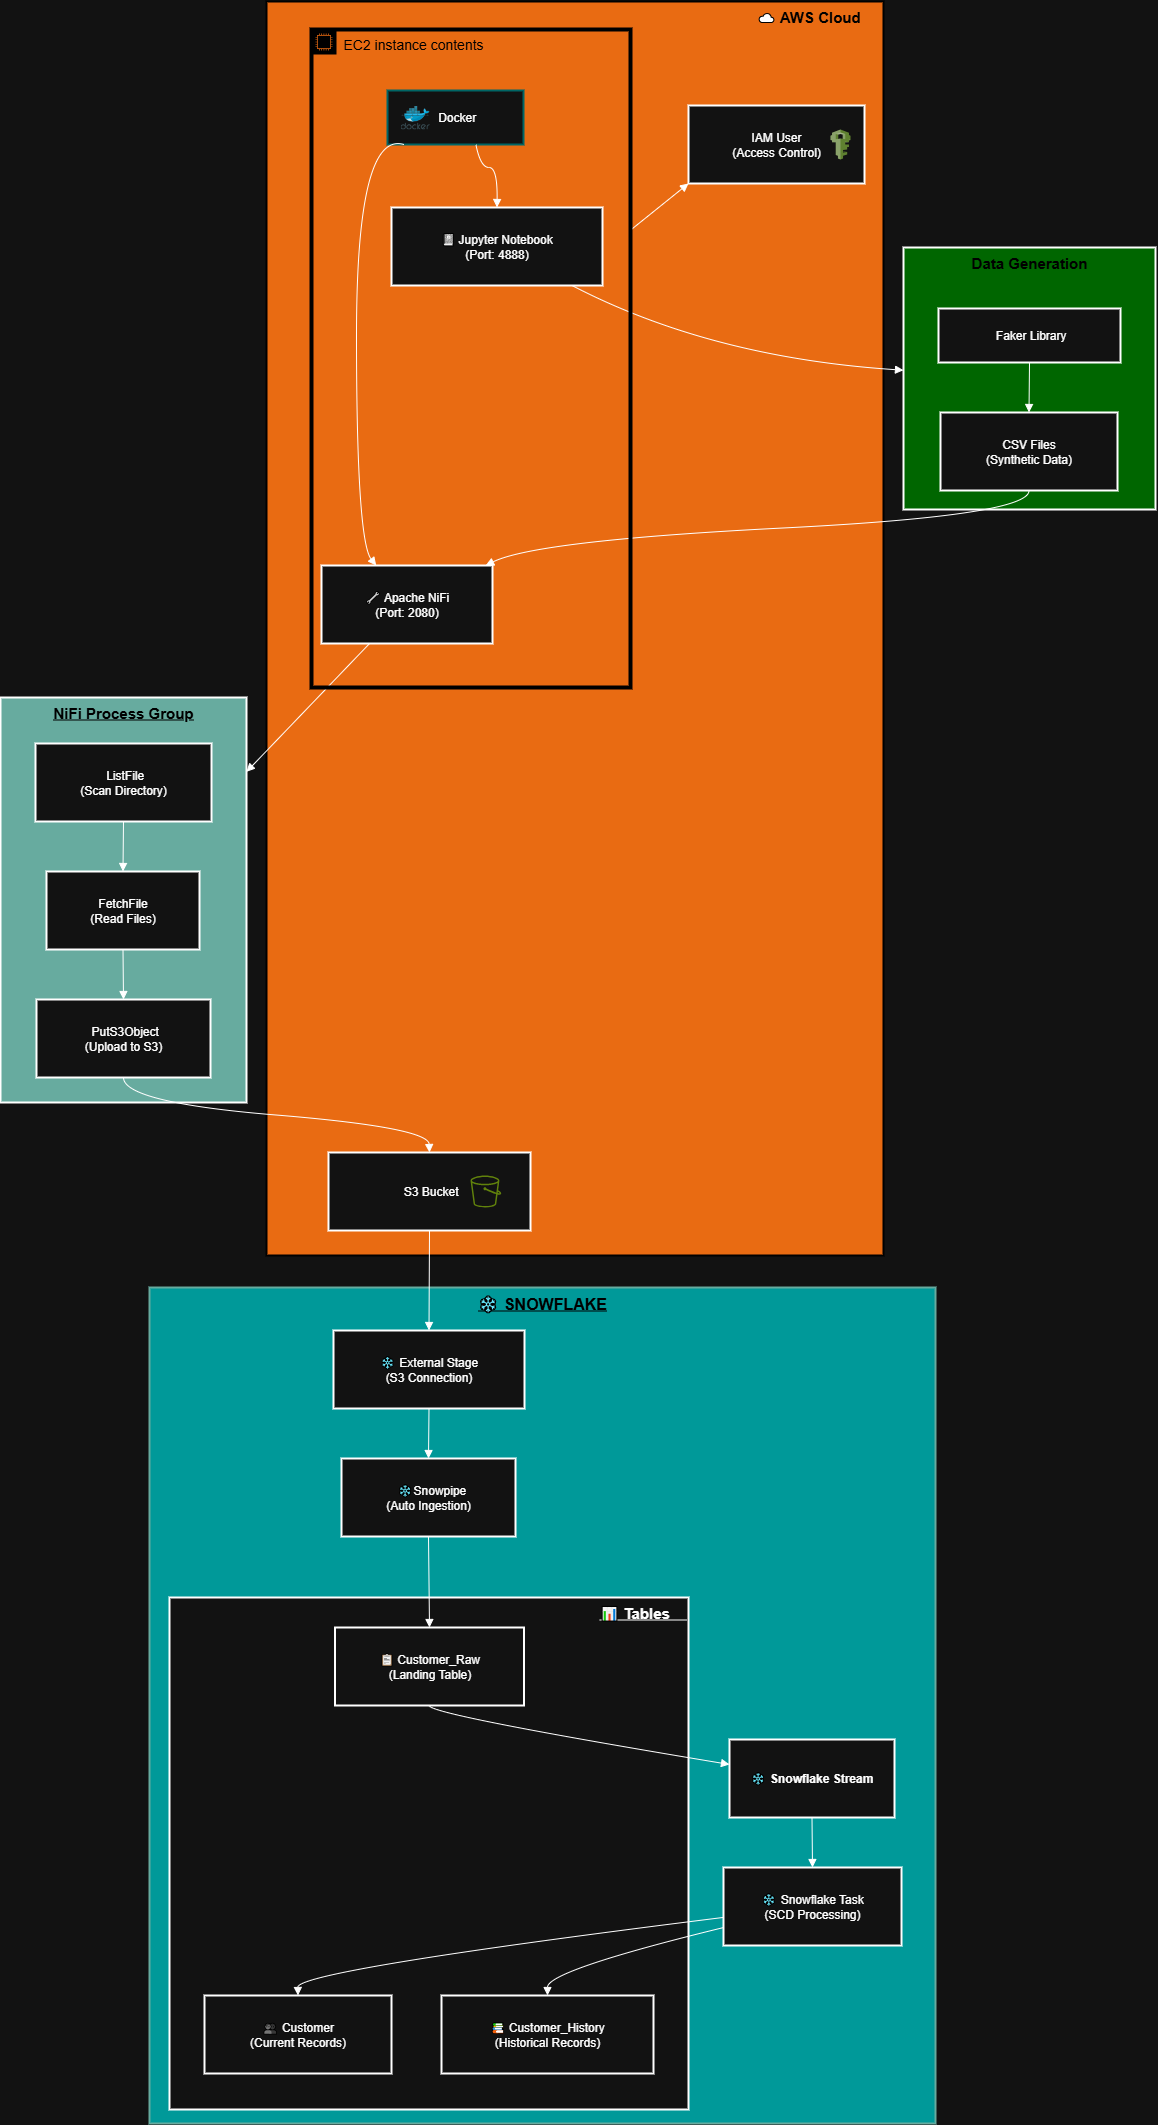 AWS Cloud
EC2 instance contents
docker
Docker
IAM User
(Access Control)
Jupyter Notebook
(Port: 4888)
Data Generation
Faker Library
CSV Files
(Synthetic Data)
Apache NiFi
(Port: 2080)
NiFi Process Group
ListFile
(Scan Directory)
FetchFile
(Read Files)
PutS3Object
(Upload to S3)
S3 Bucket
SNOWFLAKE
External Stage
(S3 Connection)
Snowpipe
(Auto Ingestion)
Tables
Customer_Raw
(Landing Table)
Snowflake Stream
Snowflake Task
(SCD Processing)
Customer
(Current Records)
Customer_History
(Historical Records)